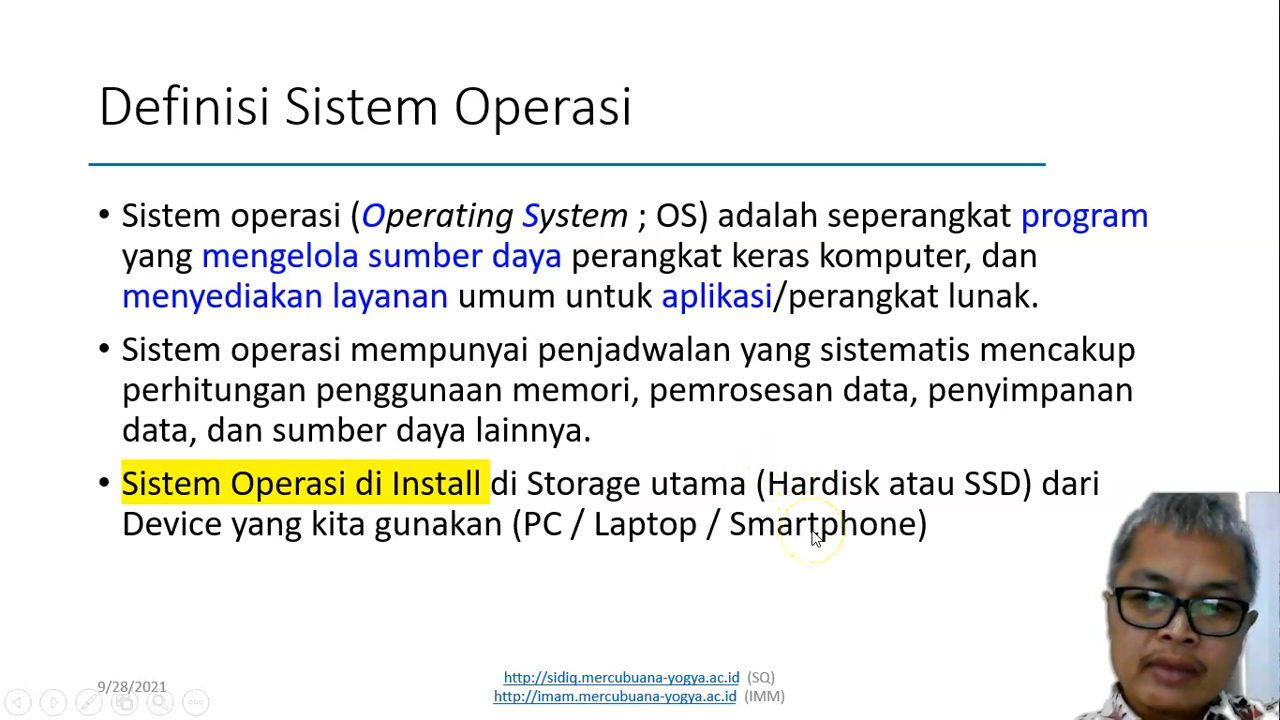 Definisi Sistem Operasi
• Sistem operasi (Operating System ; OS) adalah seperangkat program
yang mengelola sumber daya perangkat keras komputer, dan
menyediakan layanan umum untuk aplikasi/perangkat lunak.
• Sistem operasi mempunyai penjadwalan yang sistematis mencakup
perhitungan penggunaan memori, pemrosesan data, penyimpanan
data, dan sumber daya lainnya.
• Sistem Operasi di Install di Storage utama (Hardisk atau SSD) dari
Device yang kita gunakan (PC / Laptop / Smartphone)
9/28/2021
http://sidiq.mercubuana-yogya.ac.id (SQ)
http://imam.mercubuana-yogya.ac.id (IMM)